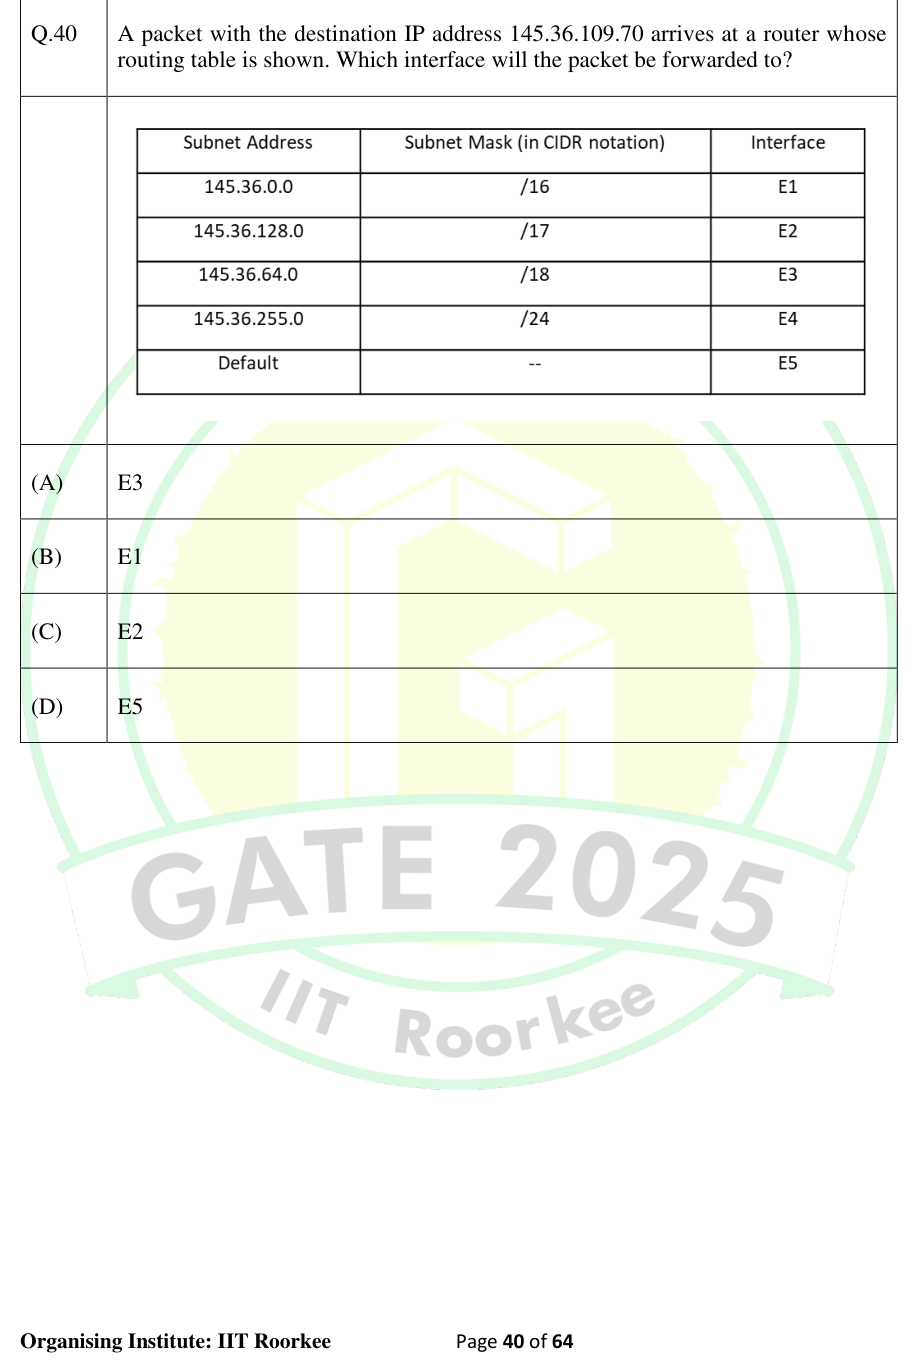 Q.40 A packet with the destination IP address 145.36.109.70 arrives at a router whose
routing table is shown. Which interface will the packet be forwarded to?
Subnet Address Subnet Mask (in CIDR notation) Interface
145.36.0.0 /16 E1
145.36.128.0 /17 E2
145.36.64.0 /18 E3
145.36.255.0 /24 E4
Default -- E5
(A) E3
(B) E1
(C) E2
(D) E5
GATE 2025
IIT Roorkee
Organising Institute: IIT Roorkee Page 40 of 64